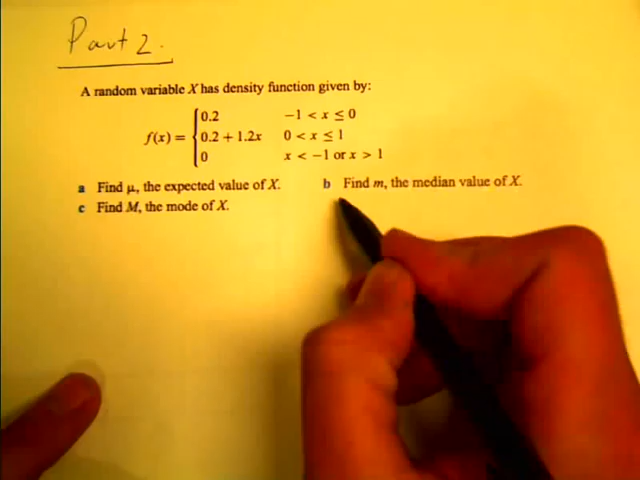 Part 2.
A random variable X has density function given by:
0.2 −1 < x ≤ 0
f(x) = { 0.2 + 1.2x 0 < x ≤ 1
0 x < −1 or x > 1
a Find μ, the expected value of X. b Find m, the median value of X.
c Find M, the mode of X.